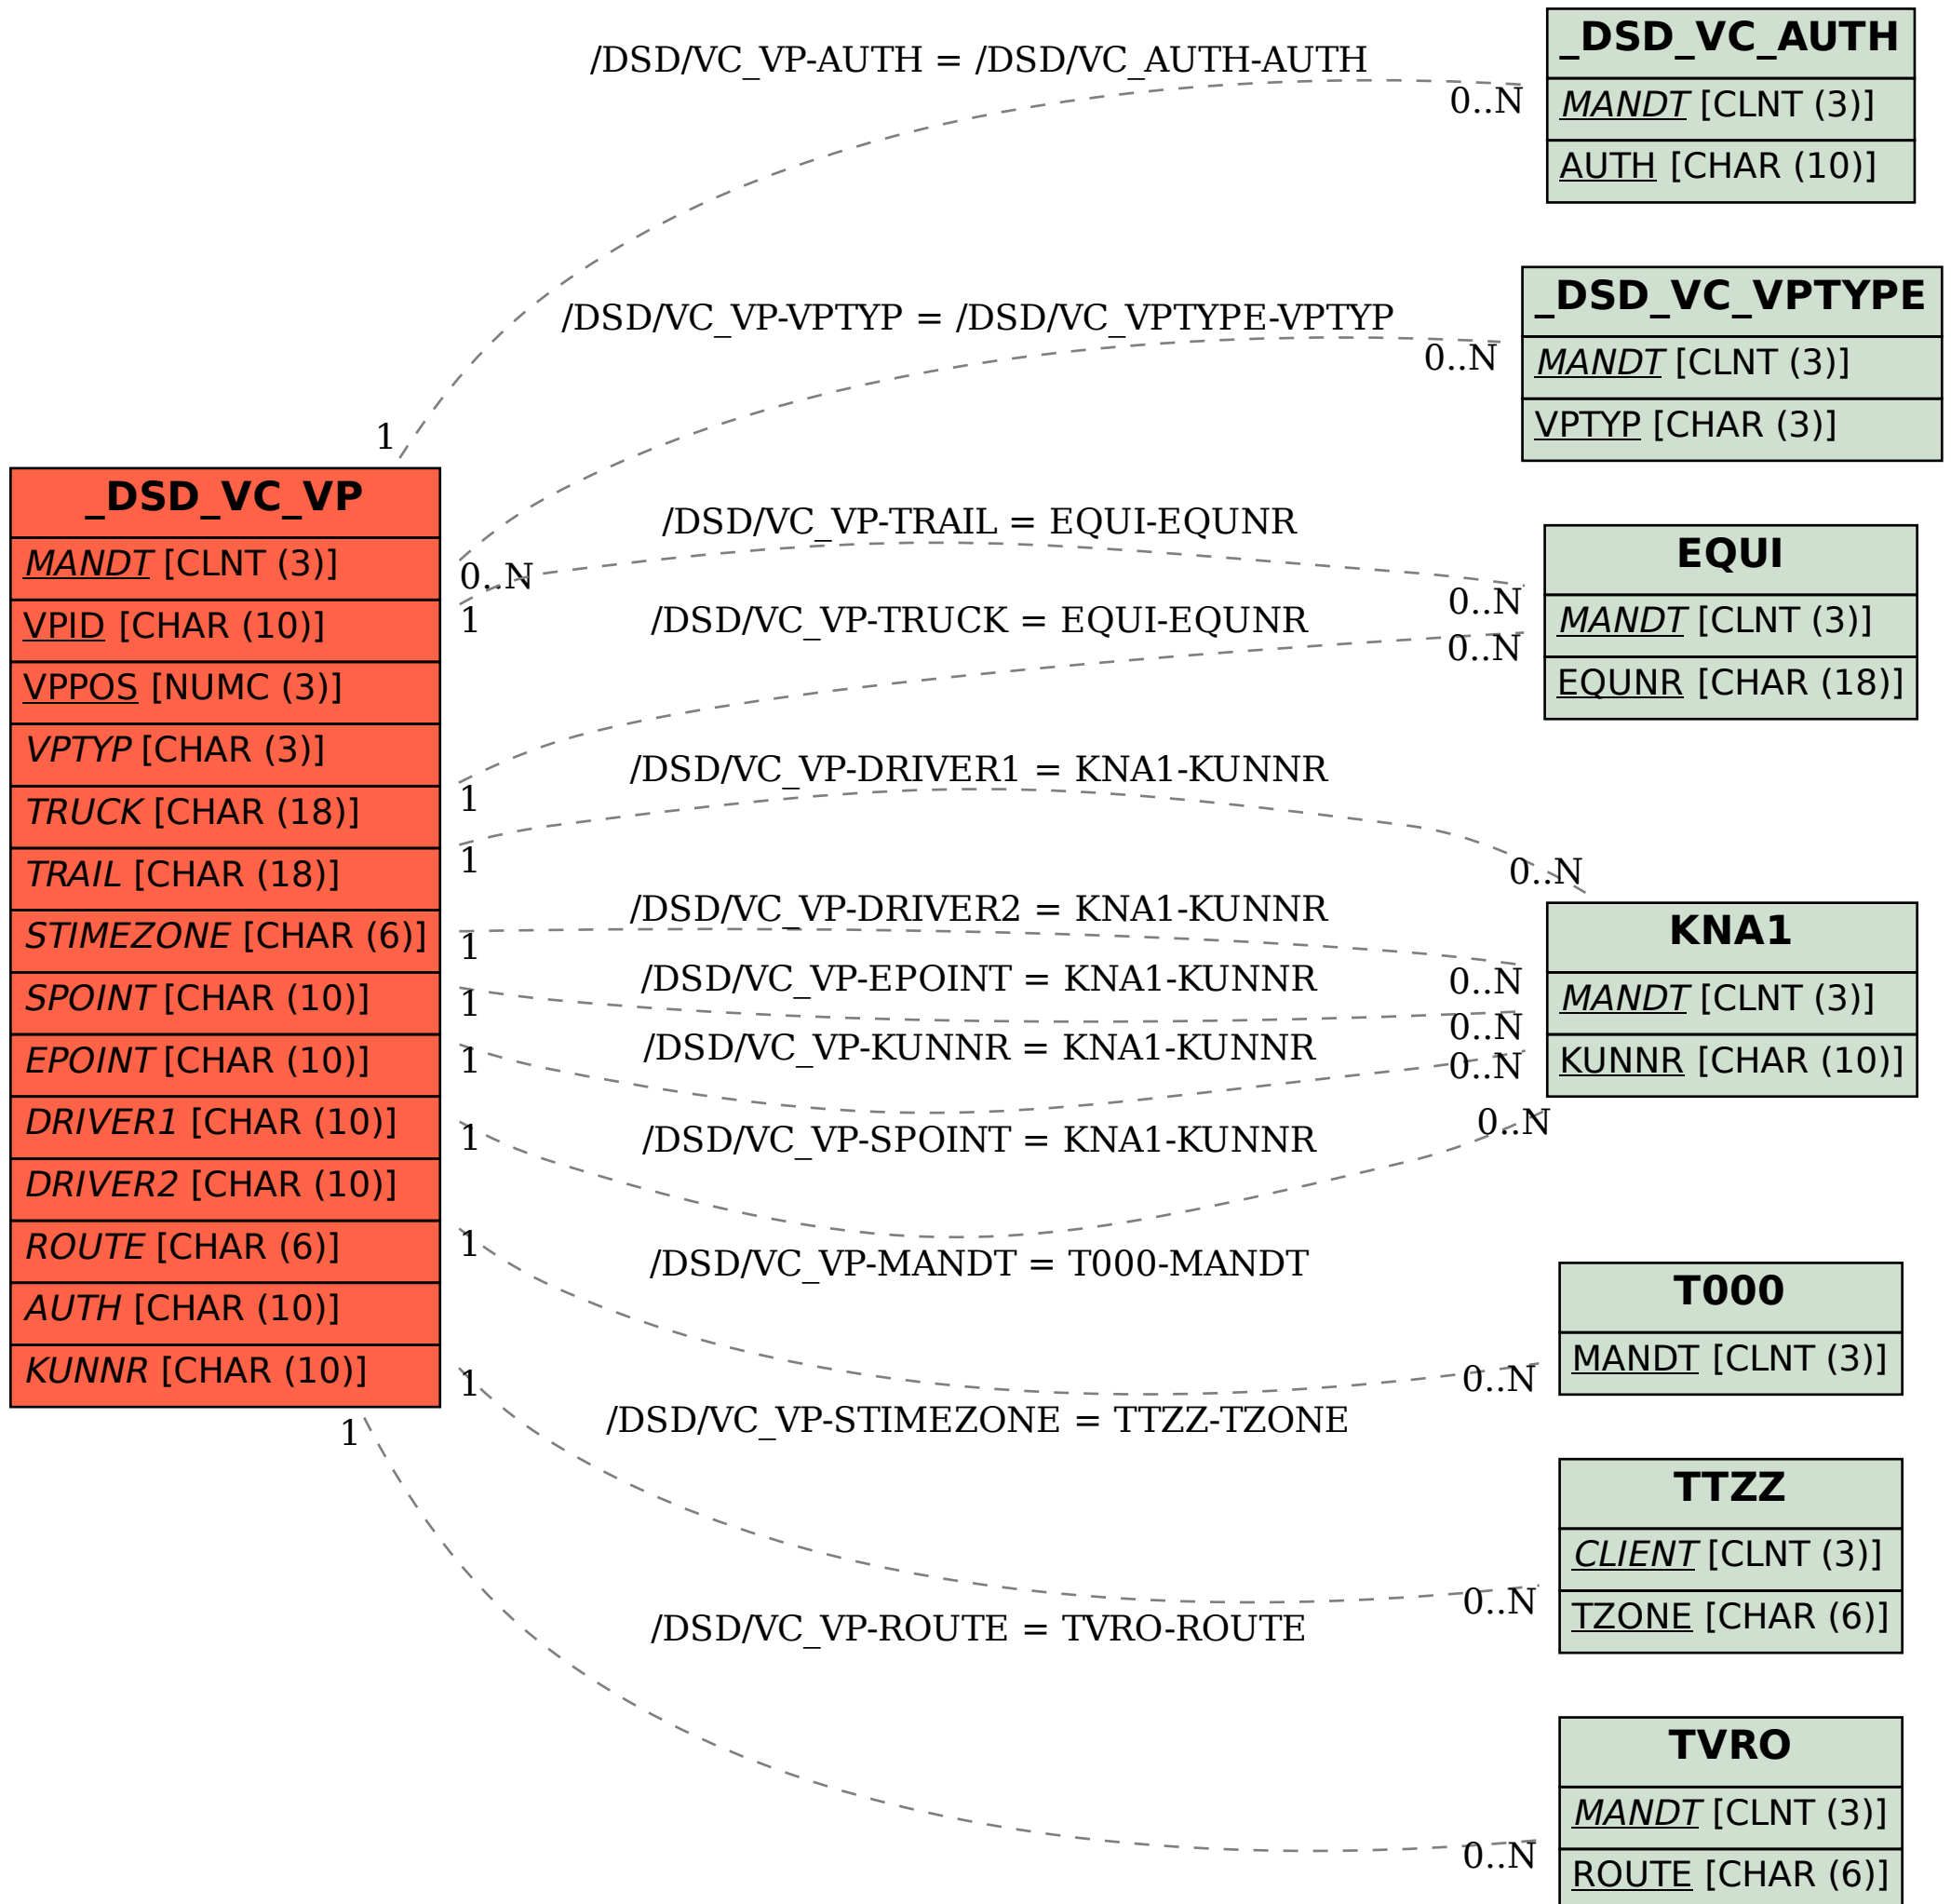 /DSD/VC_VP-AUTH = /DSD/VC_AUTH-AUTH
0..N
1
_DSD_VC_AUTH
MANDT [CLNT (3)]
AUTH [CHAR (10)]
/DSD/VC_VP-VPTYP = /DSD/VC_VPTYPE-VPTYP
0..N
0..N
_DSD_VC_VPTYPE
MANDT [CLNT (3)]
VPTYP [CHAR (3)]
_DSD_VC_VP
MANDT [CLNT (3)]
VPID [CHAR (10)]
VPPOS [NUMC (3)]
VPTYP [CHAR (3)]
TRUCK [CHAR (18)]
TRAIL [CHAR (18)]
STIMEZONE [CHAR (6)]
SPOINT [CHAR (10)]
EPOINT [CHAR (10)]
DRIVER1 [CHAR (10)]
DRIVER2 [CHAR (10)]
ROUTE [CHAR (6)]
AUTH [CHAR (10)]
KUNNR [CHAR (10)]
/DSD/VC_VP-TRAIL = EQUI-EQUNR
1
0..N
/DSD/VC_VP-TRUCK = EQUI-EQUNR
1
0..N
EQUI
MANDT [CLNT (3)]
EQUNR [CHAR (18)]
/DSD/VC_VP-DRIVER1 = KNA1-KUNNR
1
0..N
/DSD/VC_VP-DRIVER2 = KNA1-KUNNR
1
0..N
/DSD/VC_VP-EPOINT = KNA1-KUNNR
1
0..N
/DSD/VC_VP-KUNNR = KNA1-KUNNR
1
0..N
/DSD/VC_VP-SPOINT = KNA1-KUNNR
1
0..N
KNA1
MANDT [CLNT (3)]
KUNNR [CHAR (10)]
/DSD/VC_VP-MANDT = T000-MANDT
1
0..N
T000
MANDT [CLNT (3)]
/DSD/VC_VP-STIMEZONE = TTZZ-TZONE
1
0..N
TTZZ
CLIENT [CLNT (3)]
TZONE [CHAR (6)]
/DSD/VC_VP-ROUTE = TVRO-ROUTE
1
0..N
TVRO
MANDT [CLNT (3)]
ROUTE [CHAR (6)]